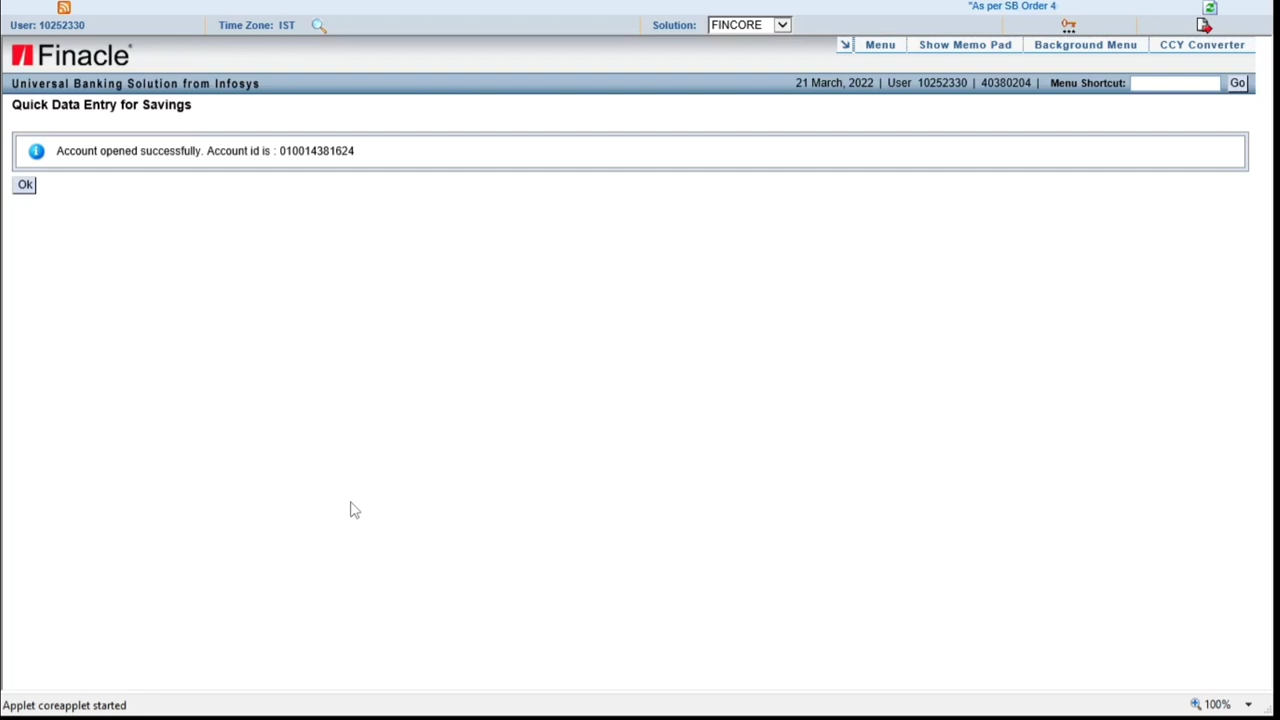 "As per SB Order 4
User: 10252330 Time Zone: IST Solution: FINCORE
Finacle
Menu Show Memo Pad Background Menu CCY Converter
Universal Banking Solution from Infosys 21 March, 2022 | User 10252330 | 40380204 | Menu Shortcut: Go
Quick Data Entry for Savings
Account opened successfully. Account id is : 010014381624
Ok
Applet coreapplet started 100%